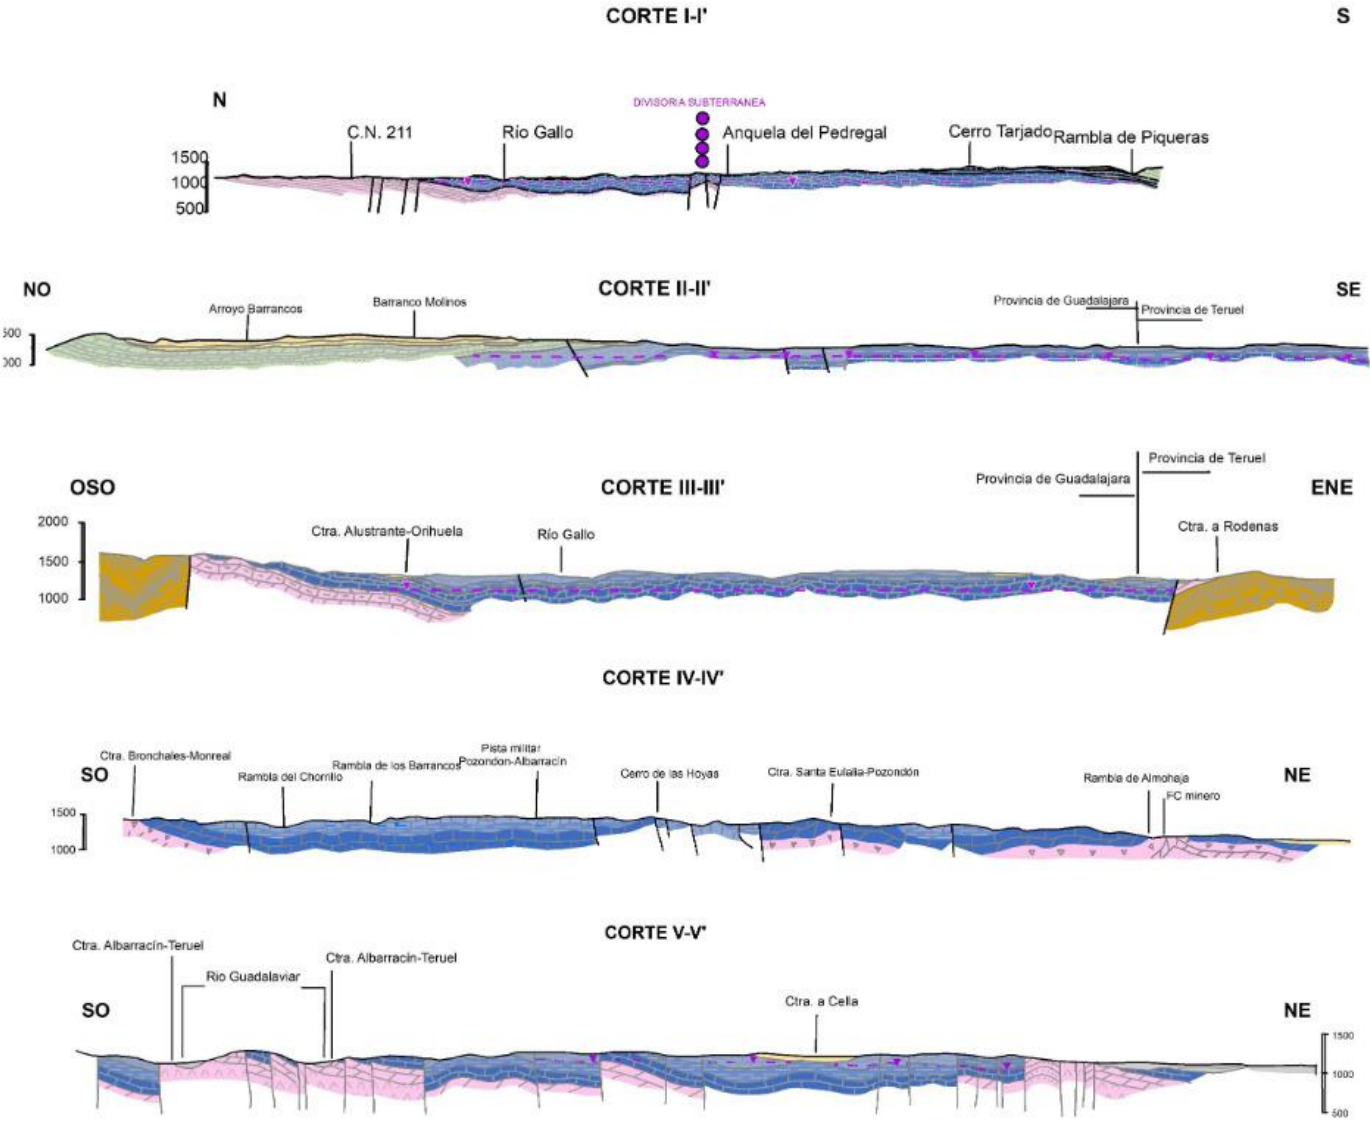 CORTE I-I'
S
N
DIVISORIA SUBTERRANEA
C.N. 211
Río Gallo
Anquela del Pedregal
Cerro Tarjado
Rambla de Piqueras
1500
1000
500
NO
CORTE II-II'
SE
Arroyo Barrancos
Barranco Molinos
Provincia de Guadalajara
Provincia de Teruel
500
000
Provincia de Teruel
Provincia de Guadalajara
OSO
CORTE III-III'
ENE
2000
1500
1000
Ctra. Alustrante-Orihuela
Río Gallo
Ctra. a Rodenas
CORTE IV-IV'
Ctra. Bronchales-Monreal
SO
Rambla del Chorrillo
Rambla de los Barrancos
Pista militar
Pozondon-Albarracín
Cerro de las Hoyas
Ctra. Santa Eulalia-Pozondón
Rambla de Almohaja
FC minero
NE
1500
1000
CORTE V-V'
Ctra. Albarracín-Teruel
Rio Guadalaviar
Ctra. Albarracín-Teruel
SO
Ctra. a Cella
NE
1500
1000
500